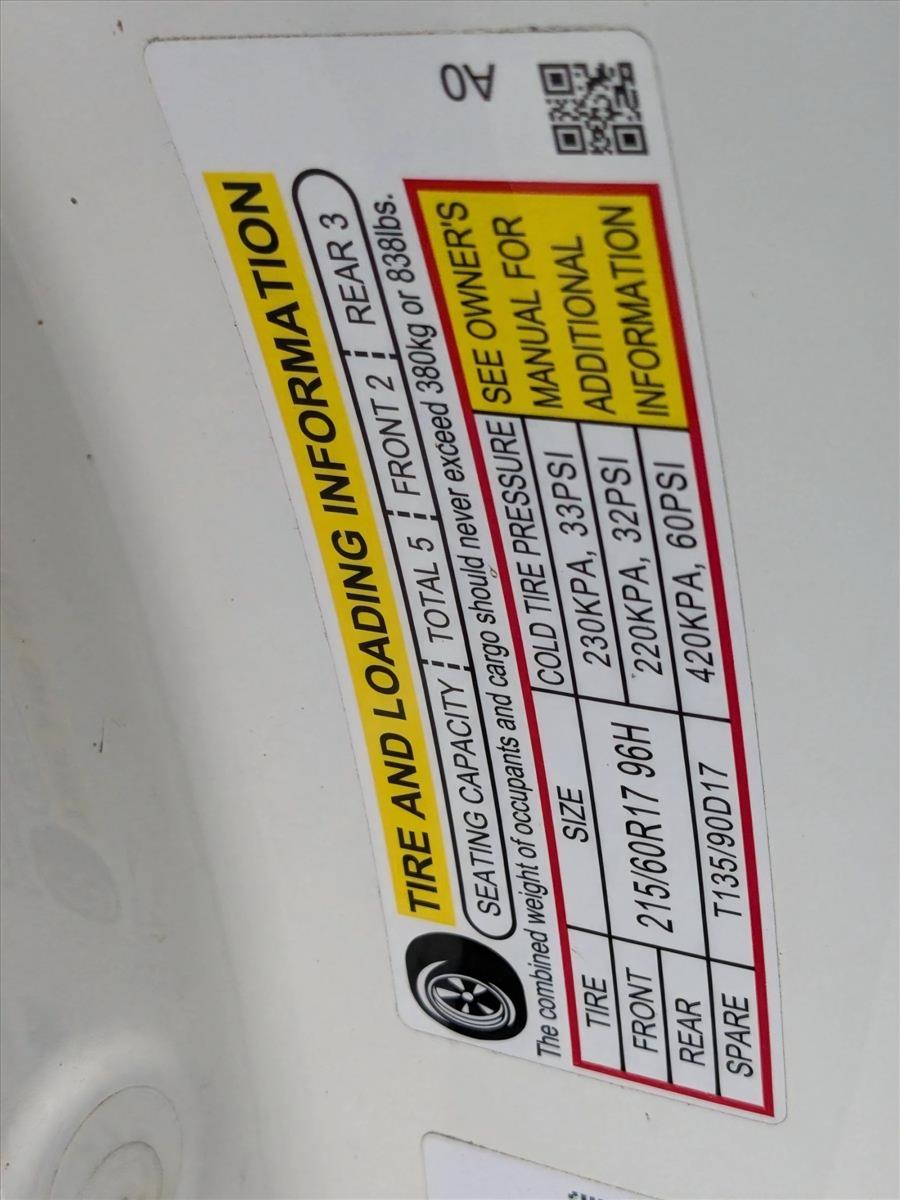 TIRE AND LOADING INFORMATION
SEATING CAPACITY TOTAL 5 FRONT 2 REAR 3
The combined weight of occupants and cargo should never exceed 380kg or 838lbs.
TIRE SIZE COLD TIRE PRESSURE
FRONT 215/60R17 96H 230KPA, 33PSI
REAR 220KPA, 32PSI
SPARE T135/90D17 420KPA, 60PSI
SEE OWNER'S
MANUAL FOR
ADDITIONAL
INFORMATION
AO